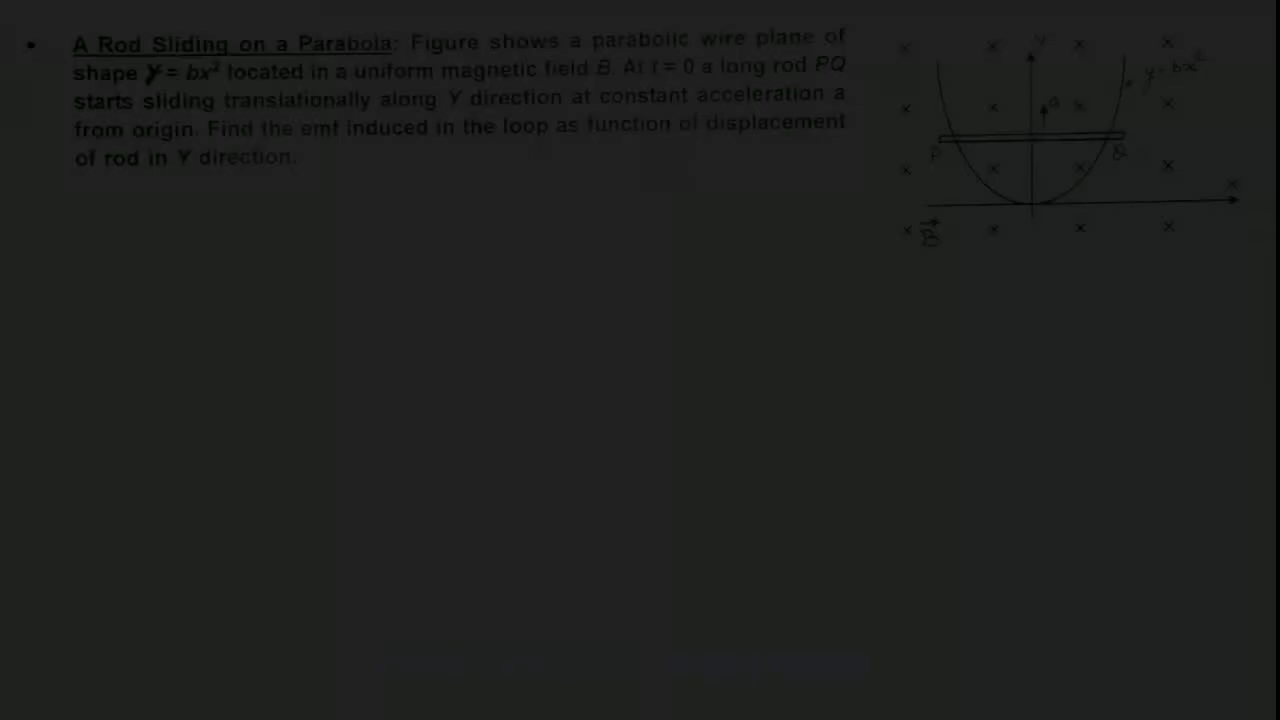 • A Rod Sliding on a Parabola: Figure shows a parabolic wire plane of
shape y = bx² located in a uniform magnetic field B. At t = 0 a long rod PQ
starts sliding translationally along Y direction at constant acceleration a
from origin. Find the emf induced in the loop as function of displacement
of rod in Y direction.
Y
y = bx²
a
P
Q
X
B